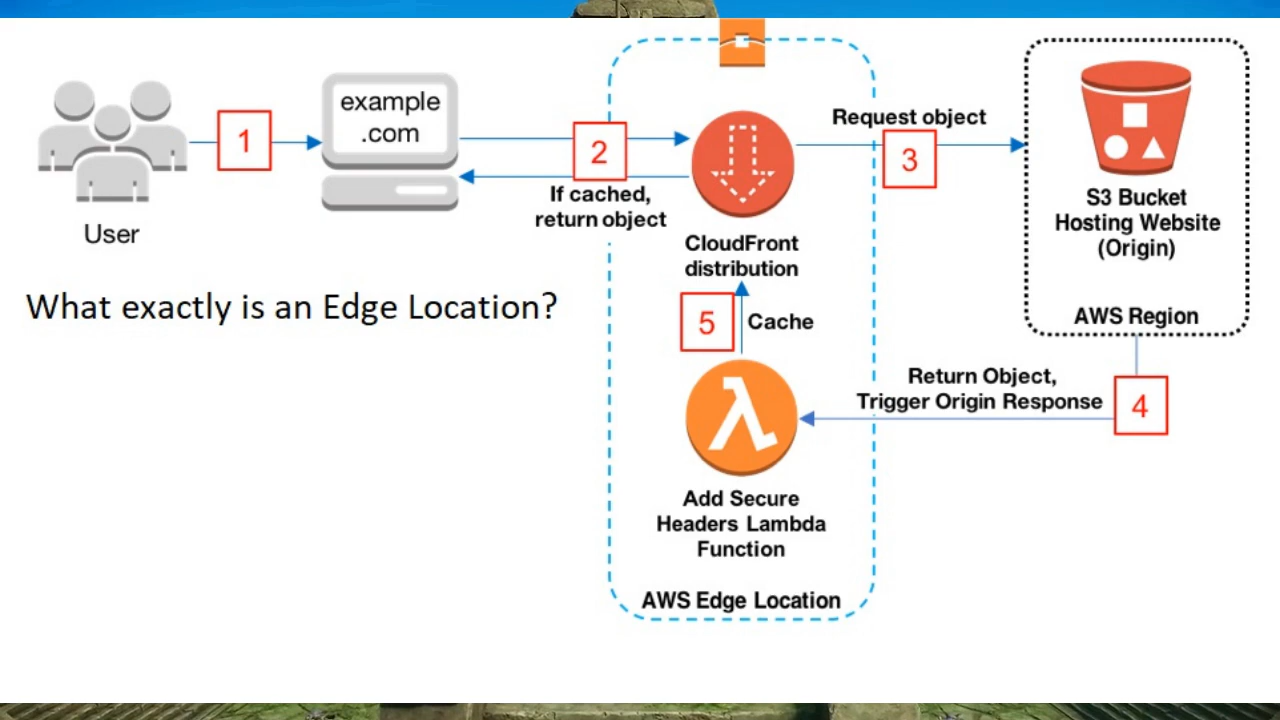 example
.com
1
2
3
Request object
If cached,
return object
User
CloudFront
distribution
S3 Bucket
Hosting Website
(Origin)
AWS Region
What exactly is an Edge Location?
5
Cache
Return Object,
Trigger Origin Response
4
λ
Add Secure
Headers Lambda
Function
AWS Edge Location